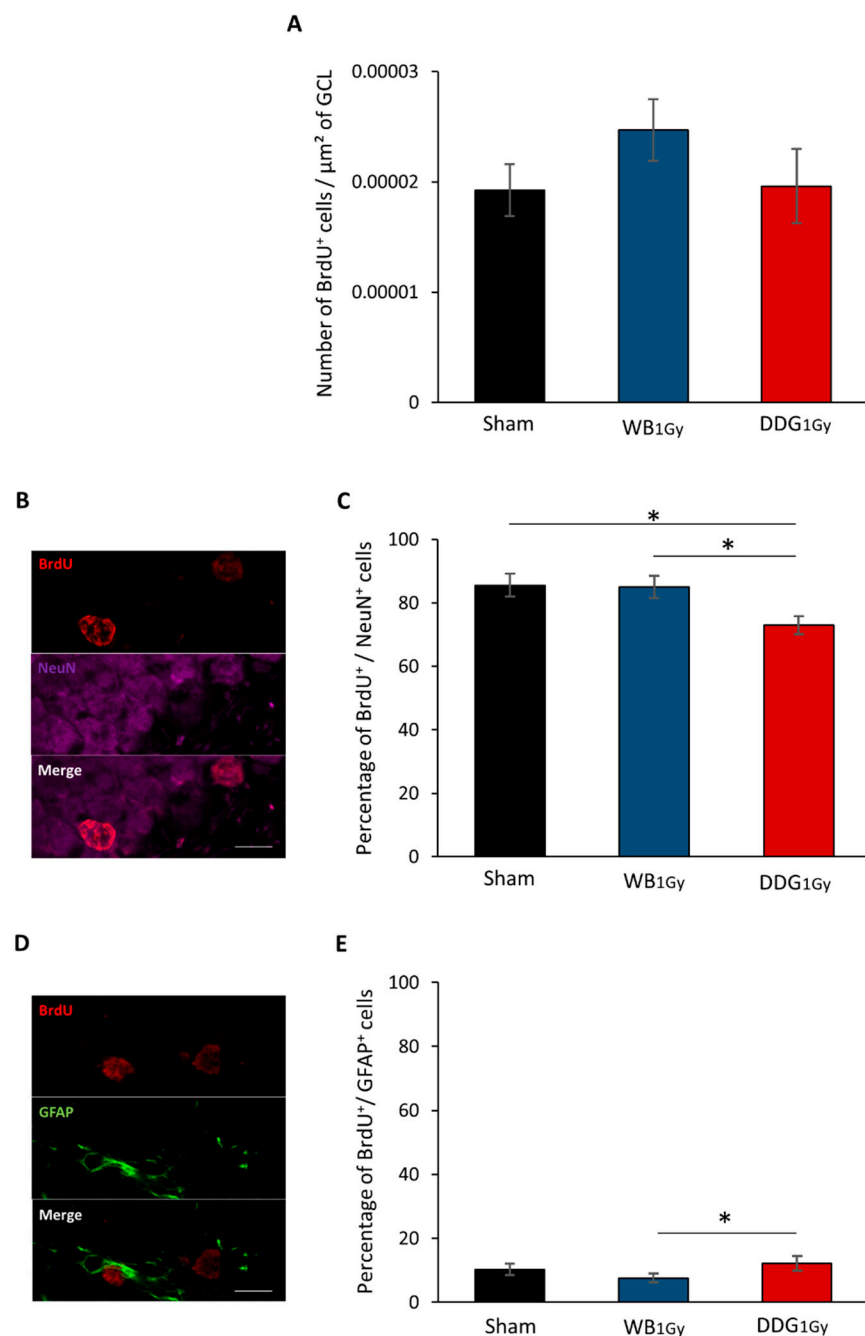 A
Number of BrdU⁺ cells / μm² of GCL
0.00003
0.00002
0.00001
0
Sham
WB1Gy
DDG1Gy
B
BrdU
NeuN
Merge
C
Percentage of BrdU⁺ / NeuN⁺ cells
100
80
60
40
20
0
*
*
Sham
WB1Gy
DDG1Gy
D
BrdU
GFAP
Merge
E
Percentage of BrdU⁺/ GFAP⁺ cells
100
80
60
40
20
0
*
Sham
WB1Gy
DDG1Gy